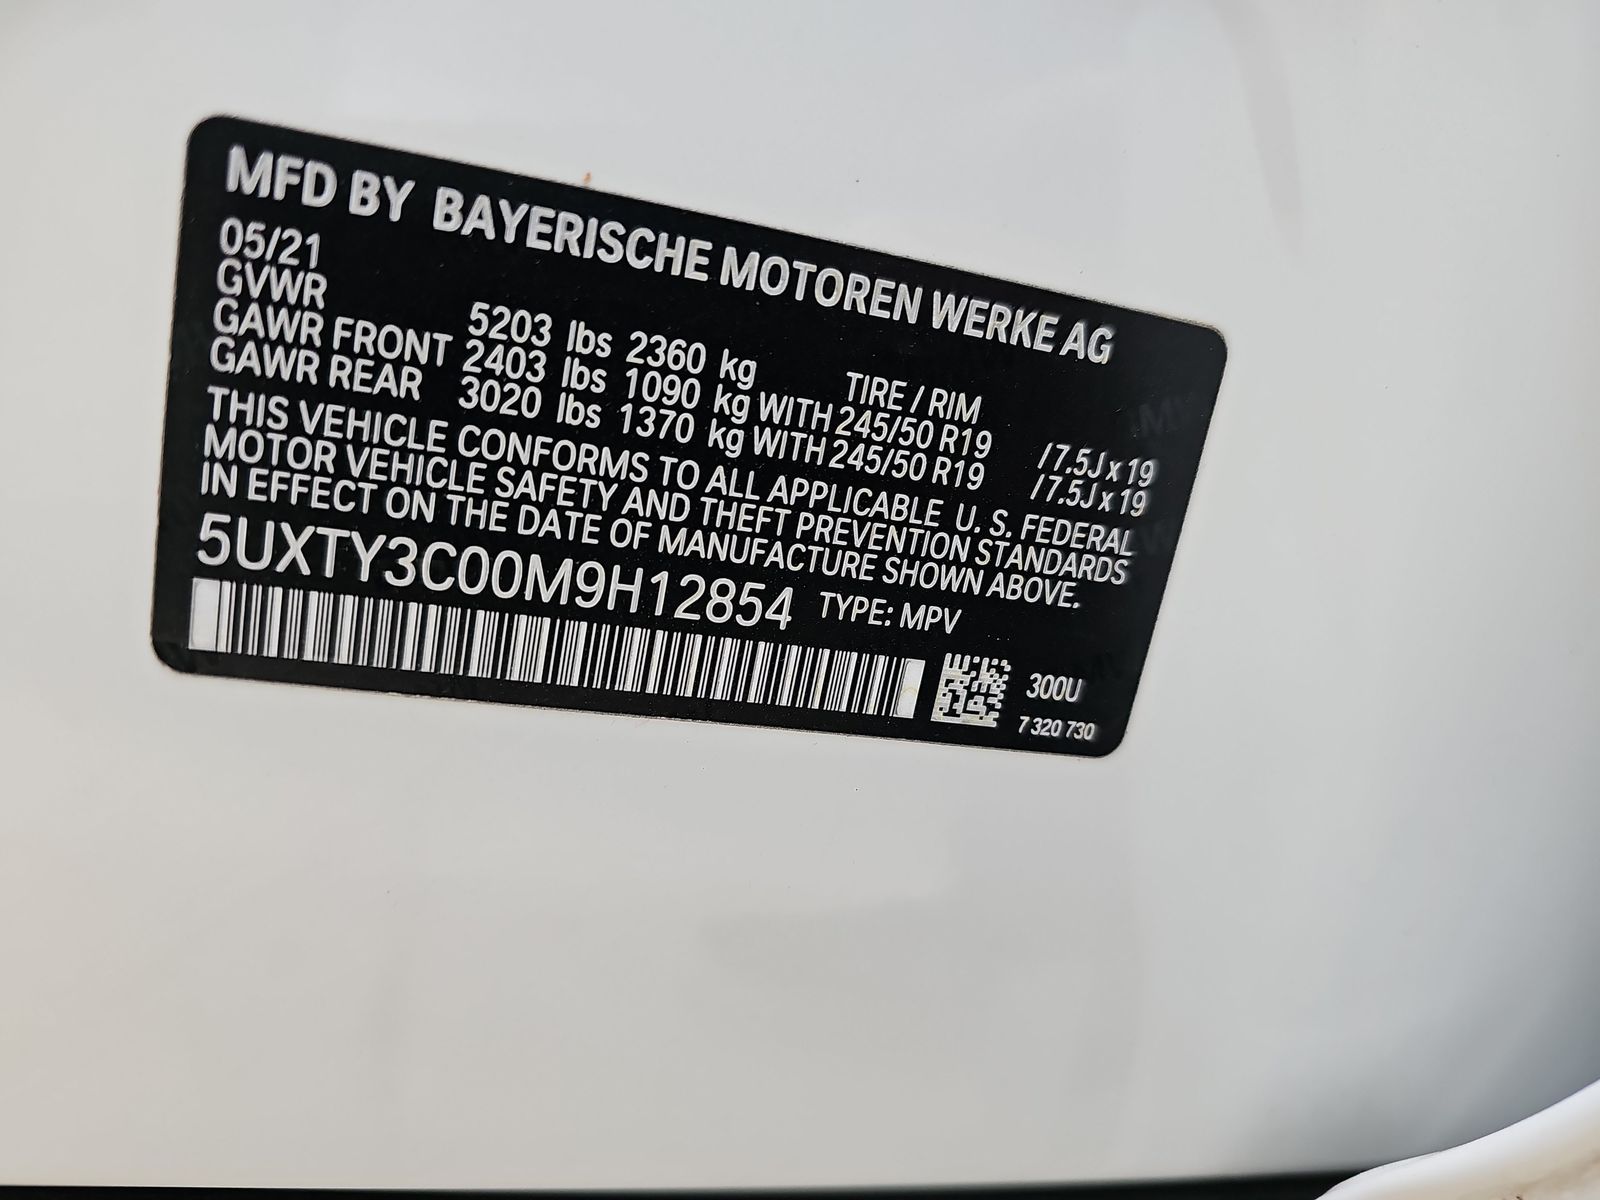 MFD BY BAYERISCHE MOTOREN WERKE AG
05/21
GVWR 5203 lbs 2360 kg TIRE / RIM
GAWR FRONT 2403 lbs 1090 kg WITH 245/50 R19 / 7.5J x 19
GAWR REAR 3020 lbs 1370 kg WITH 245/50 R19 / 7.5J x 19
THIS VEHICLE CONFORMS TO ALL APPLICABLE U. S. FEDERAL
MOTOR VEHICLE SAFETY AND THEFT PREVENTION STANDARDS
IN EFFECT ON THE DATE OF MANUFACTURE SHOWN ABOVE.
5UXTY3C00M9H12854 TYPE: MPV
300U
7 320 730